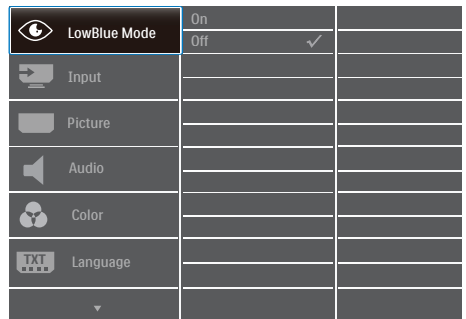 LowBlue Mode
On
Off
Input
Picture
Audio
Color
TXT
Language